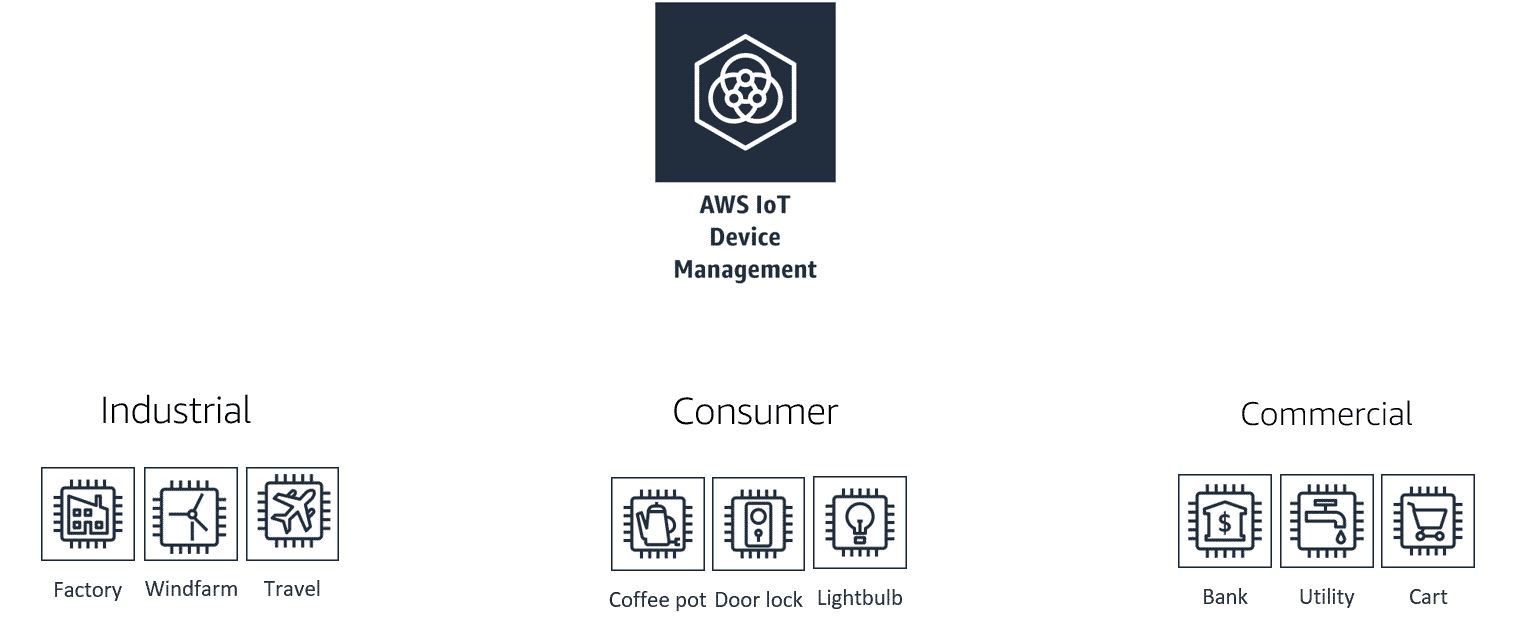 AWS IoT
Device
Management
Industrial
Consumer
Commercial
Factory
Windfarm
Travel
Coffee pot
Door lock
Lightbulb
$
Bank
Utility
Cart